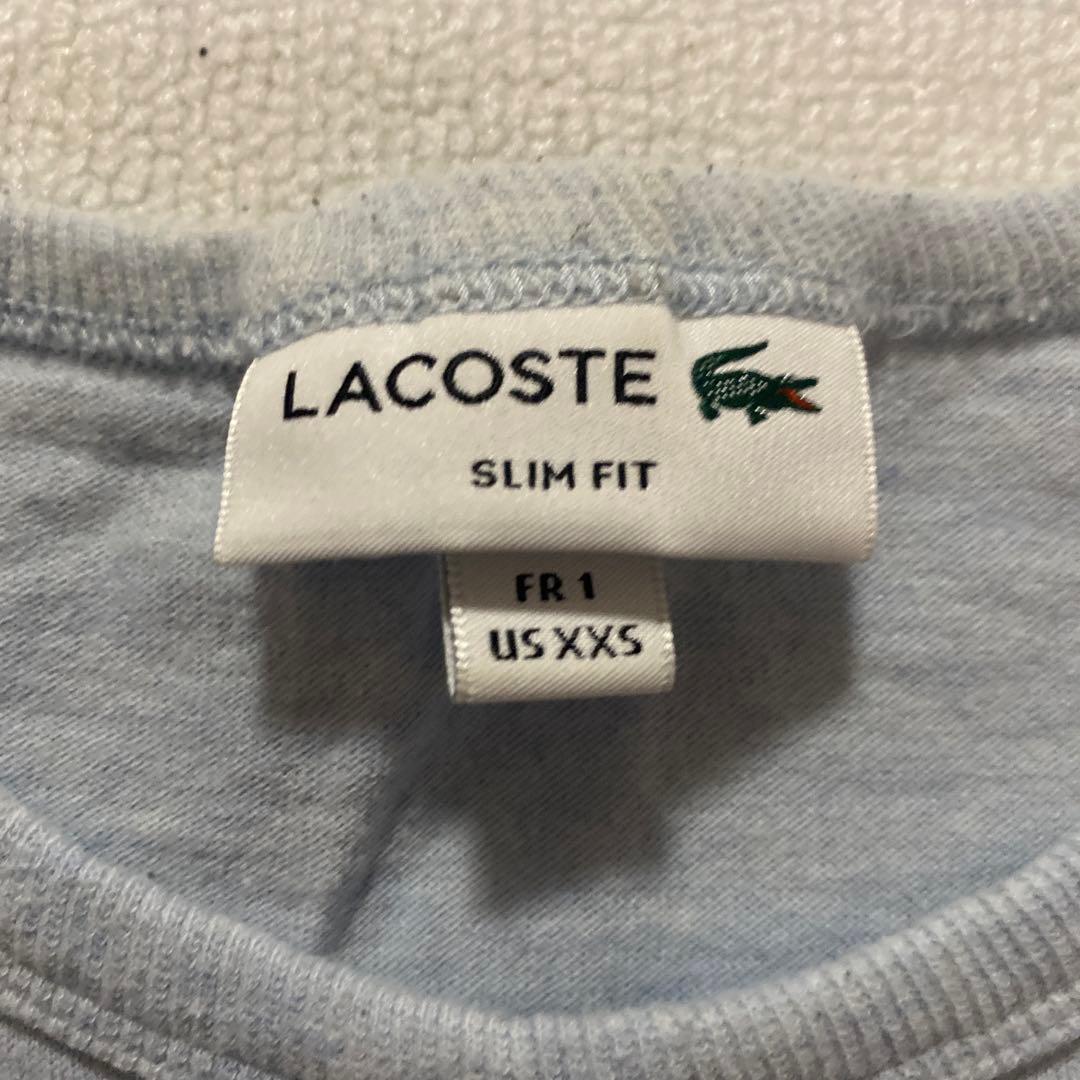 LACOSTE
SLIM FIT
FR 1
US XXS